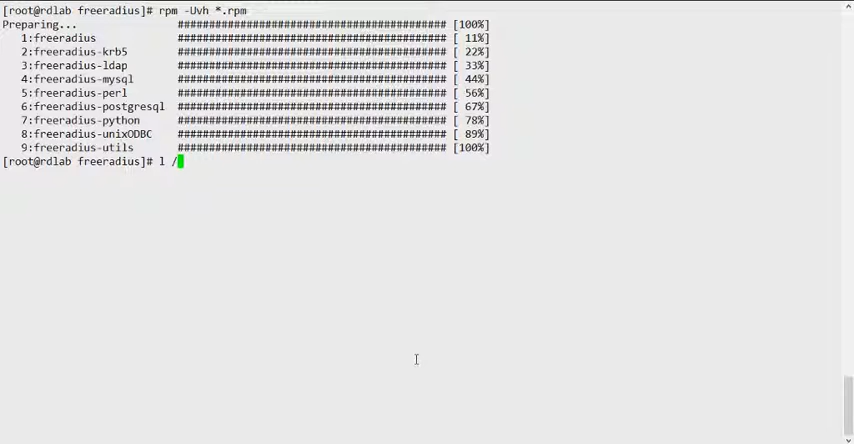 [root@rdlab freeradius]# rpm -Uvh *.rpm
Preparing...                ########################################### [100%]
   1:freeradius             ########################################### [ 11%]
   2:freeradius-krb5        ########################################### [ 22%]
   3:freeradius-ldap        ########################################### [ 33%]
   4:freeradius-mysql       ########################################### [ 44%]
   5:freeradius-perl        ########################################### [ 56%]
   6:freeradius-postgresql  ########################################### [ 67%]
   7:freeradius-python      ########################################### [ 78%]
   8:freeradius-unixODBC    ########################################### [ 89%]
   9:freeradius-utils       ########################################### [100%]
[root@rdlab freeradius]# l /